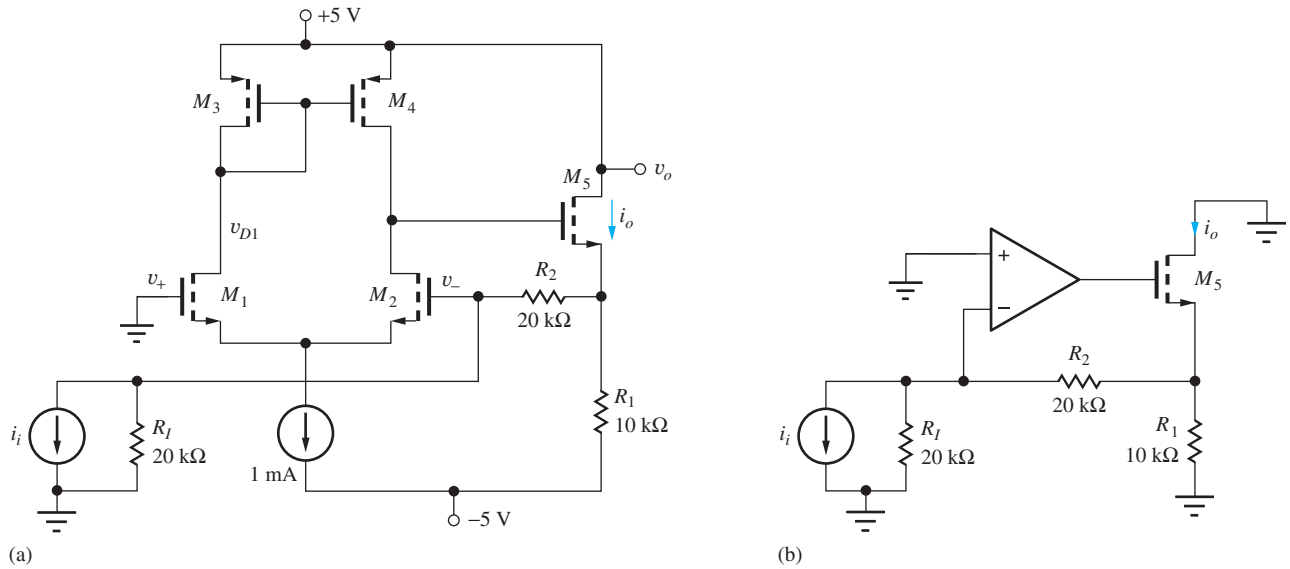 +5 V
M3
M4
M5
vo
io
vD1
v+
M1
M2
v−
R2
20 kΩ
R1
10 kΩ
ii
RI
20 kΩ
1 mA
−5 V
(a)
io
+
−
M5
R2
20 kΩ
ii
RI
20 kΩ
R1
10 kΩ
(b)